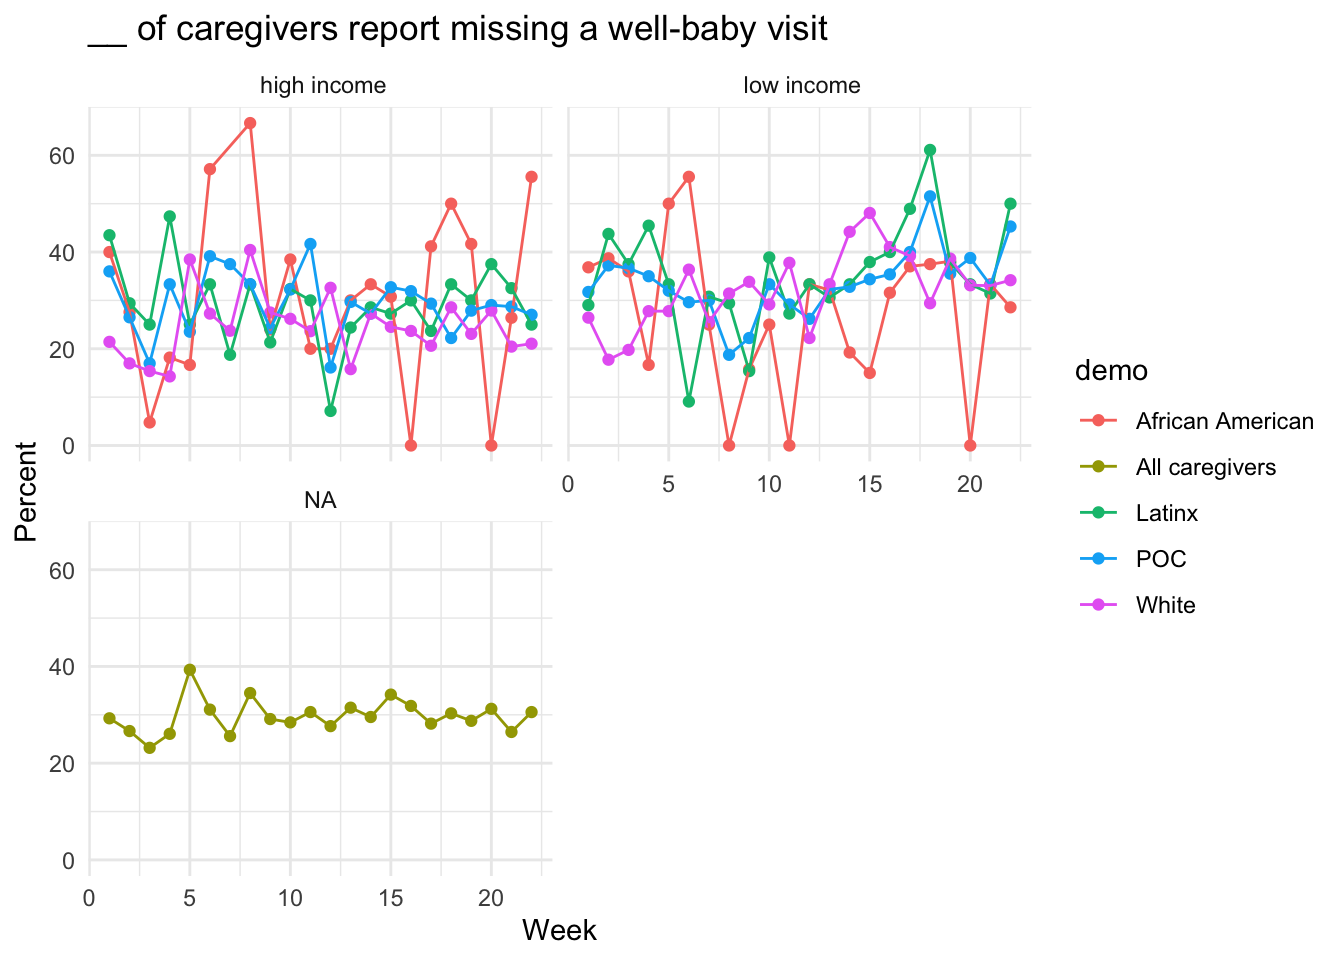 __ of caregivers report missing a well-baby visit
high income
low income
60
40
20
0
0 5 10 15 20
NA
60
40
20
0
0 5 10 15 20
Percent
Week
demo
African American
All caregivers
Latinx
POC
White